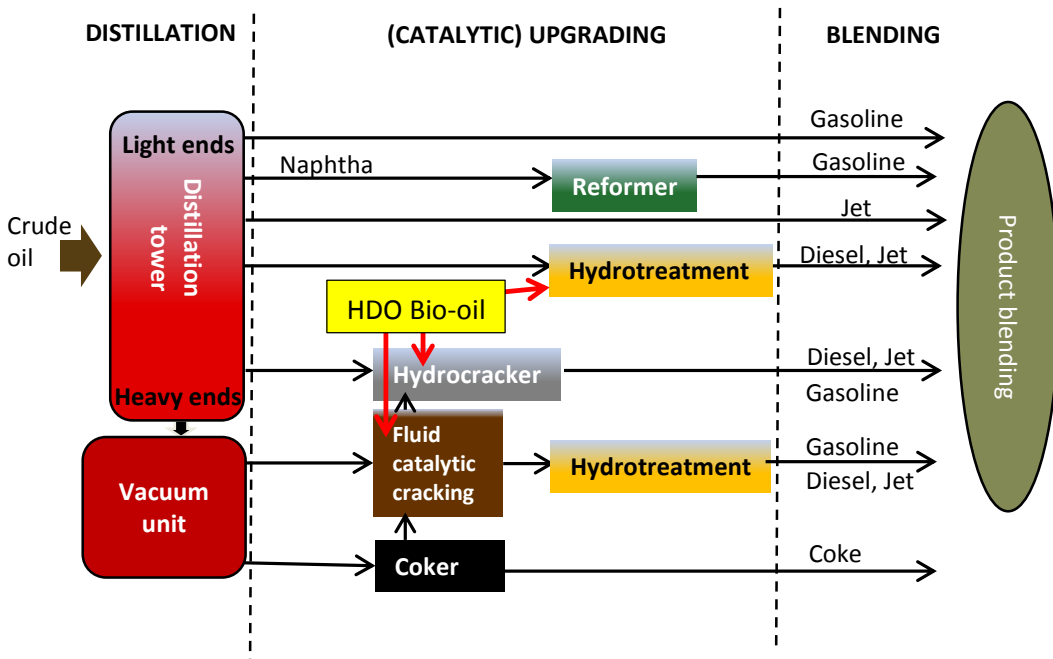 DISTILLATION
(CATALYTIC) UPGRADING
BLENDING
Light ends
Distillation
tower
Heavy ends
Crude
oil
Vacuum
unit
Naphtha
Reformer
Hydrotreatment
HDO Bio-oil
Hydrocracker
Fluid
catalytic
cracking
Hydrotreatment
Coker
Gasoline
Gasoline
Jet
Diesel, Jet
Diesel, Jet
Gasoline
Gasoline
Diesel, Jet
Coke
Product blending